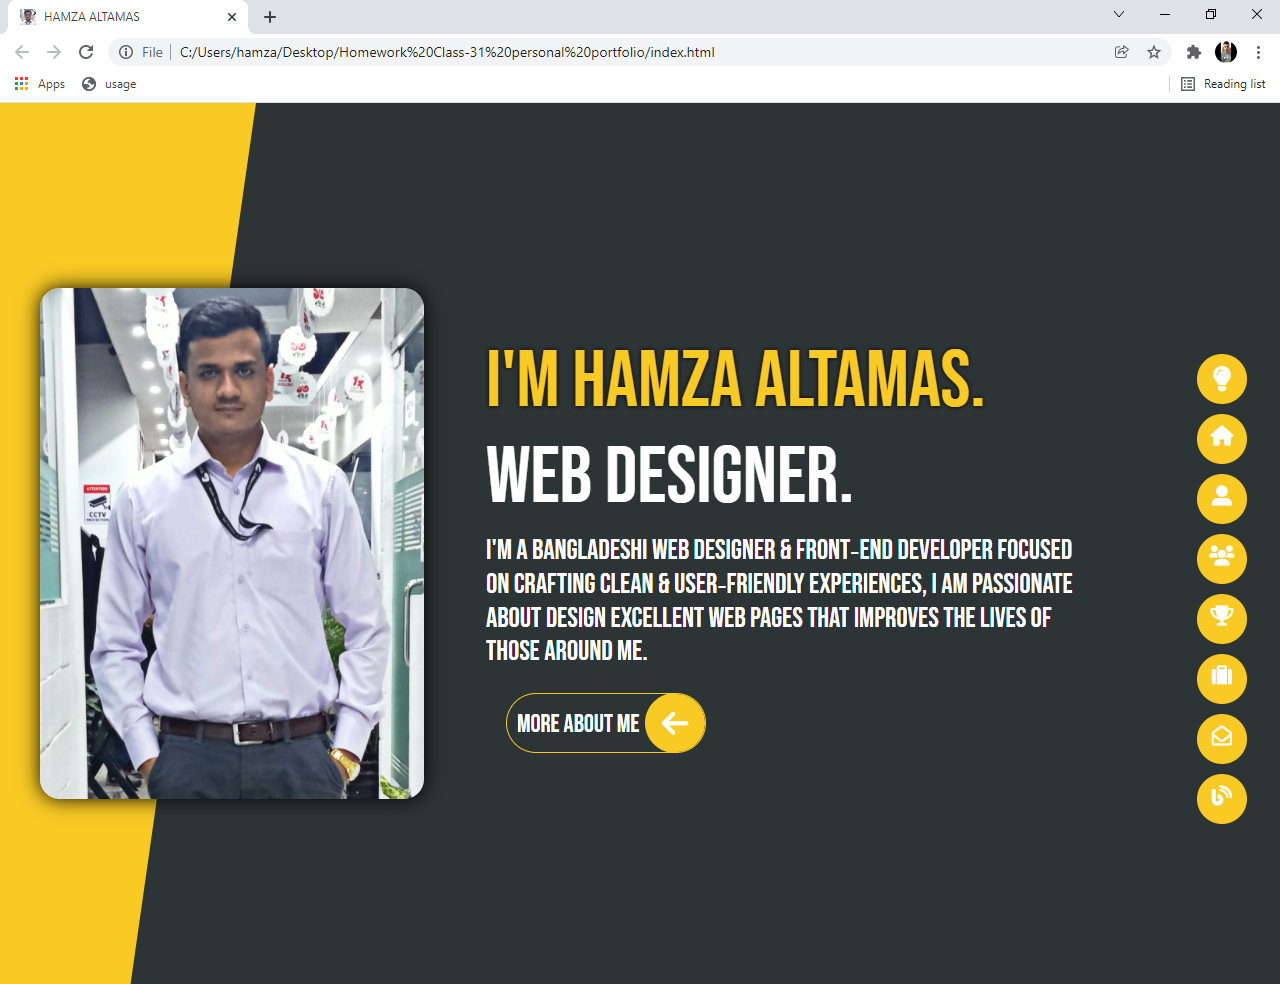 HAMZA ALTAMAS
File
C:/Users/hamza/Desktop/Homework%20Class-31%20personal%20portfolio/index.html
Apps
usage
Reading list
I'M HAMZA ALTAMAS.
WEB DESIGNER.
I'M A BANGLADESHI WEB DESIGNER & FRONT-END DEVELOPER FOCUSED
ON CRAFTING CLEAN & USER-FRIENDLY EXPERIENCES, I AM PASSIONATE
ABOUT DESIGN EXCELLENT WEB PAGES THAT IMPROVES THE LIVES OF
THOSE AROUND ME.
MORE ABOUT ME
ATTENTION
CCTV